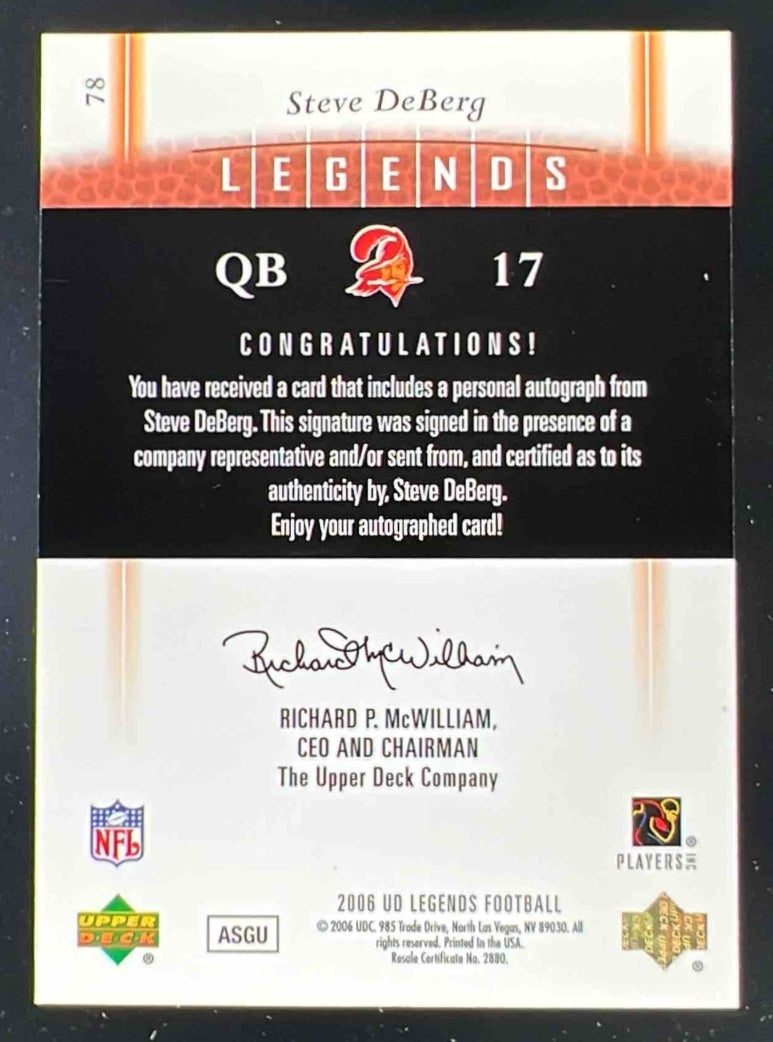 78
Steve DeBerg
LEGENDS
QB 17
CONGRATULATIONS!
You have received a card that includes a personal autograph from
Steve DeBerg. This signature was signed in the presence of a
company representative and/or sent from, and certified as to its
authenticity by, Steve DeBerg.
Enjoy your autographed card!
Richard McWilliam
RICHARD P. McWILLIAM,
CEO AND CHAIRMAN
The Upper Deck Company
NFL
PLAYERS INC ®
UPPER
DECK ®
ASGU
2006 UD LEGENDS FOOTBALL
© 2006 UDC. 985 Trade Drive, North Las Vegas, NV 89030. All
rights reserved. Printed in the USA.
Resale Certificate No. 2880.